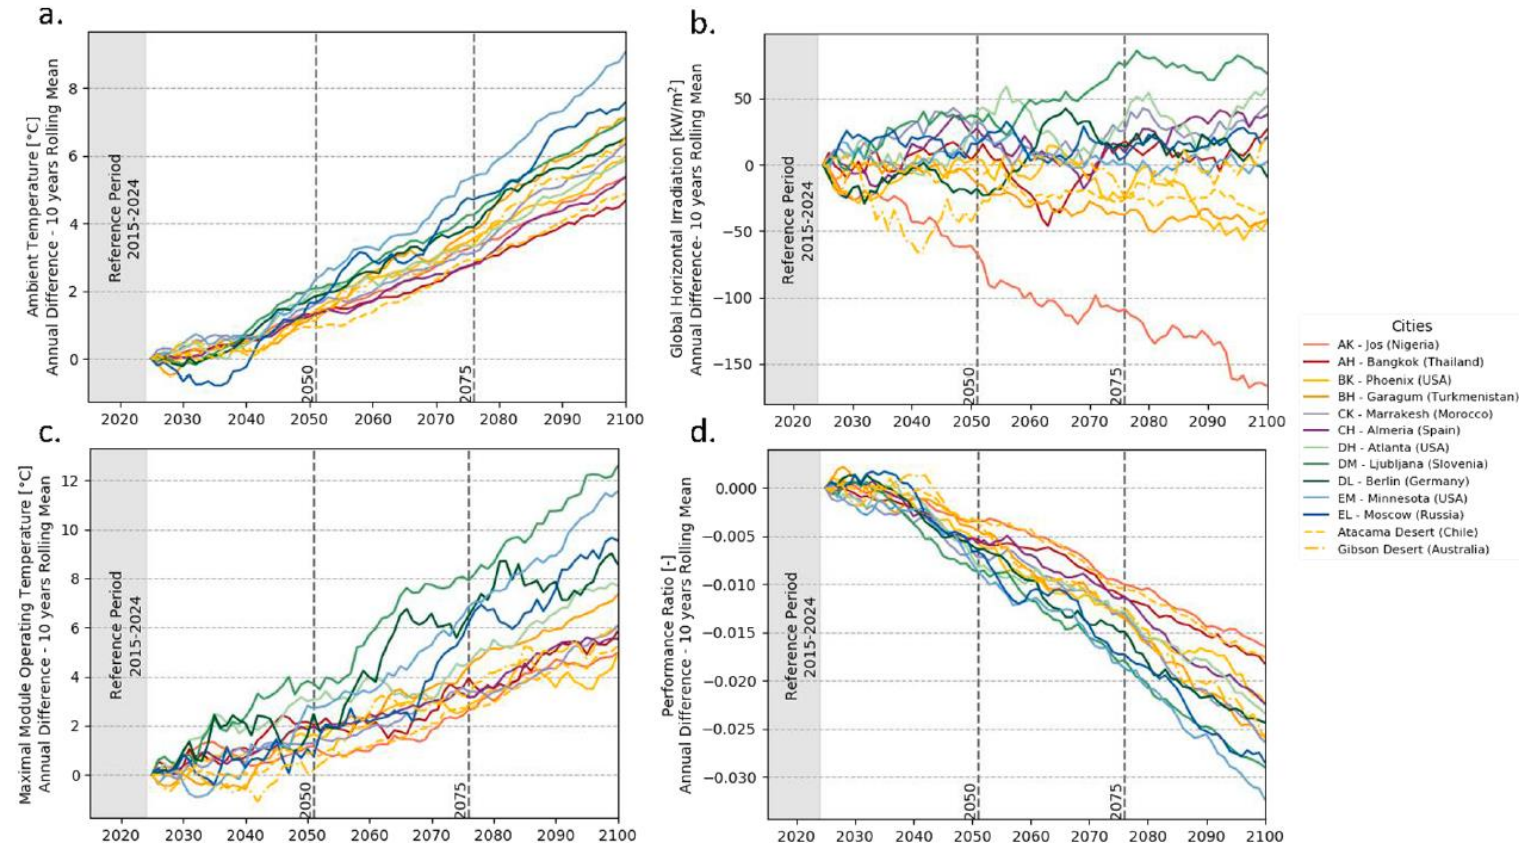 a.
Ambient Temperature [°C]
Annual Difference - 10 years Rolling Mean
8
6
4
2
0
Reference Period
2015-2024
2050
2075
2020 2030 2040 2050 2060 2070 2080 2090 2100
b.
Global Horizontal Irradiation [kW/m²]
Annual Difference- 10 years Rolling Mean
50
0
−50
−100
−150
Reference Period
2015-2024
2050
2075
2020 2030 2040 2050 2060 2070 2080 2090 2100
c.
Maximal Module Operating Temperature [°C]
Annual Difference - 10 years Rolling Mean
12
10
8
6
4
2
0
Reference Period
2015-2024
2050
2075
2020 2030 2040 2050 2060 2070 2080 2090 2100
d.
Performance Ratio [-]
Annual Difference - 10 years Rolling Mean
0.000
−0.005
−0.010
−0.015
−0.020
−0.025
−0.030
Reference Period
2015-2024
2050
2075
2020 2030 2040 2050 2060 2070 2080 2090 2100
Cities
AK - Jos (Nigeria)
AH - Bangkok (Thailand)
BK - Phoenix (USA)
BH - Garagum (Turkmenistan)
CK - Marrakesh (Morocco)
CH - Almeria (Spain)
DH - Atlanta (USA)
DM - Ljubljana (Slovenia)
DL - Berlin (Germany)
EM - Minnesota (USA)
EL - Moscow (Russia)
Atacama Desert (Chile)
Gibson Desert (Australia)